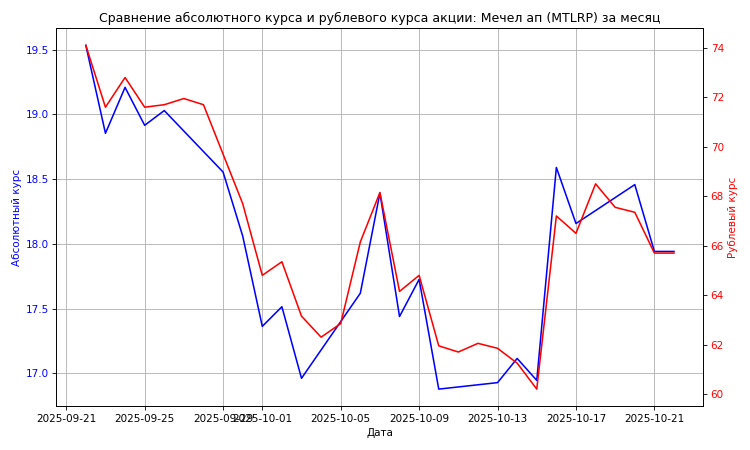 Сравнение абсолютного курса и рублевого курса акции: Мечел ап (MTLRP) за месяц
19.5
19.0
18.5
18.0
17.5
17.0
Абсолютный курс
74
72
70
68
66
64
62
60
Рублевый курс
2025-09-21 2025-09-25 2025-09-29 2025-10-01 2025-10-05 2025-10-09 2025-10-13 2025-10-17 2025-10-21
Дата